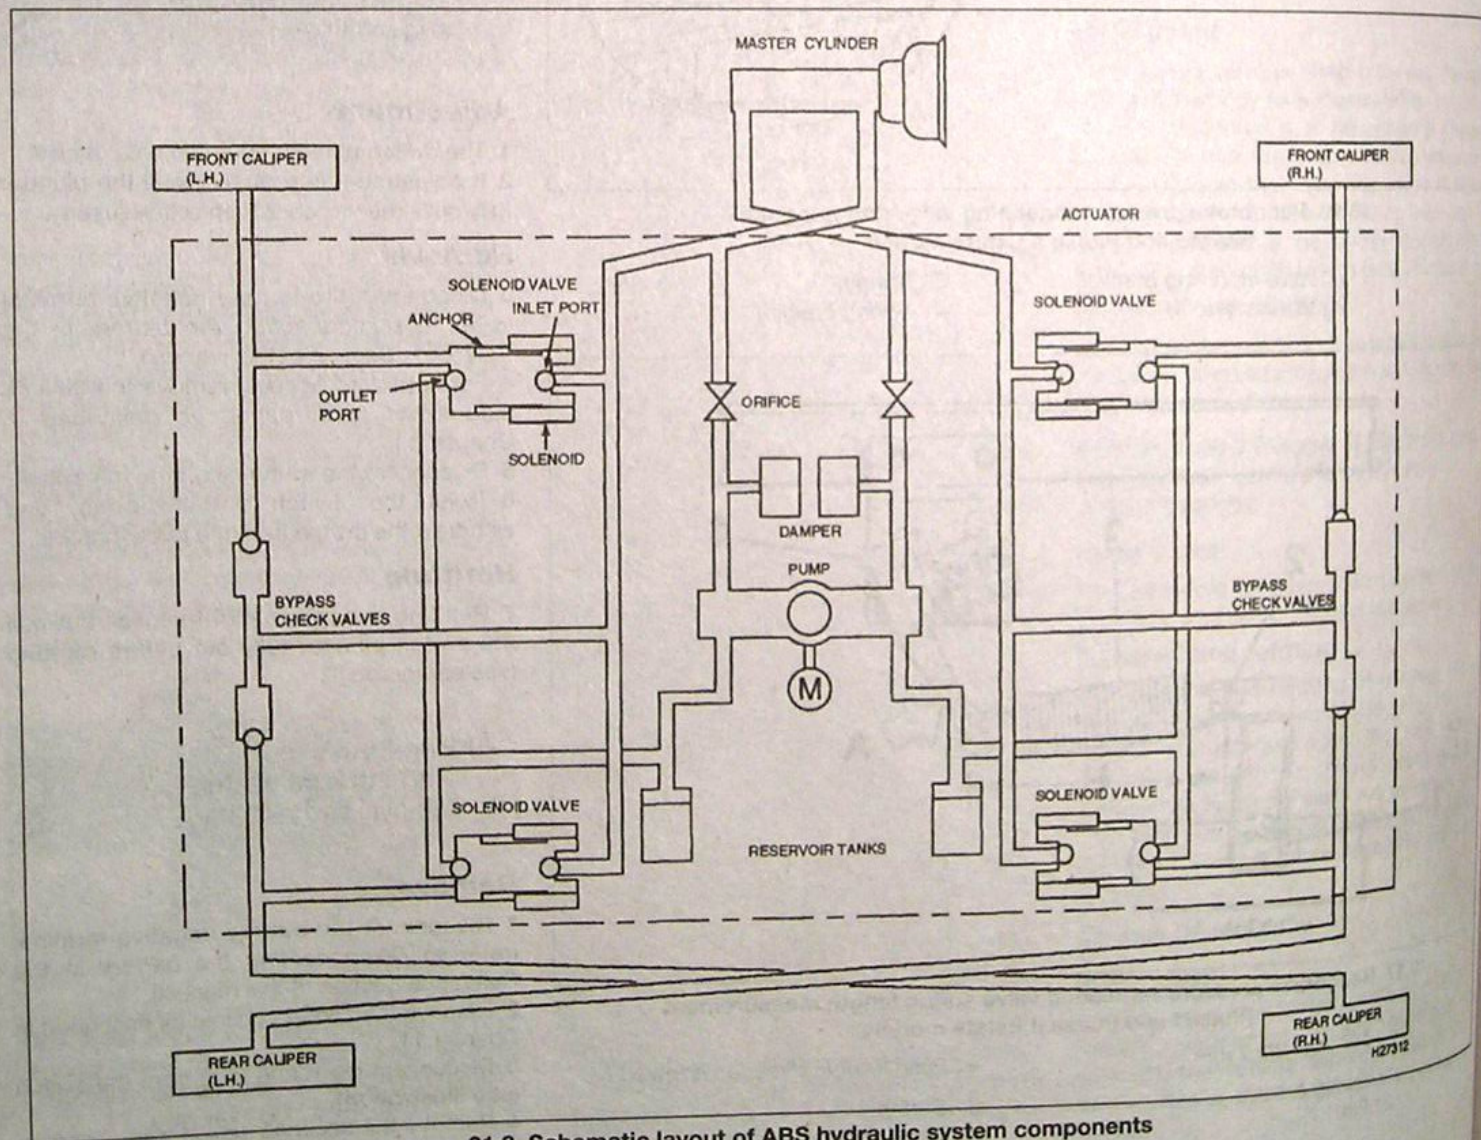 MASTER CYLINDER
FRONT CALIPER
(L.H.)
FRONT CALIPER
(R.H.)
ACTUATOR
SOLENOID VALVE
INLET PORT
ANCHOR
SOLENOID VALVE
OUTLET
PORT
ORIFICE
SOLENOID
DAMPER
PUMP
BYPASS
CHECK VALVES
BYPASS
CHECK VALVES
M
SOLENOID VALVE
SOLENOID VALVE
RESERVOIR TANKS
REAR CALIPER
(L.H.)
REAR CALIPER
(R.H.)
H27312
Schematic layout of ABS hydraulic system components